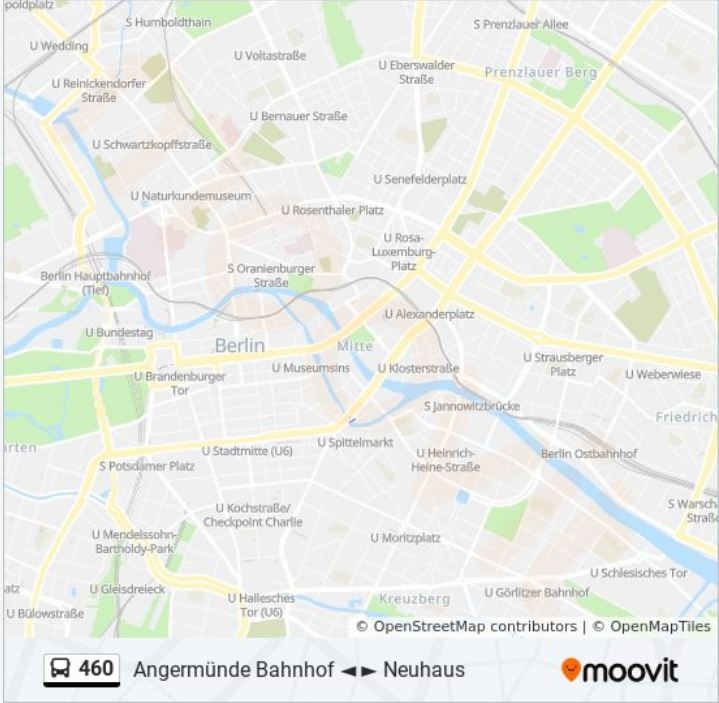 poldplatz
S Humboldthain
S Prenzlauer Allee
U Wedding
U Voltastraße
U Eberswalder
Straße
Prenzlauer Berg
U Reinickendorfer
Straße
U Bernauer Straße
U Schwartzkopffstraße
U Senefelderplatz
U Naturkundemuseum
U Rosenthaler Platz
U Rosa-
Luxemburg-
Platz
Berlin Hauptbahnhof
(Tief)
S Oranienburger
Straße
U Alexanderplatz
U Bundestag
Berlin
Mitte
U Strausberger
Platz
U Brandenburger
Tor
U Museumsins
U Klosterstraße
U Weberwiese
S Jannowitzbrücke
Friedrich
arten
U Stadtmitte (U6)
U Spittelmarkt
S Potsdamer Platz
U Heinrich-
Heine-Straße
Berlin Ostbahnhof
S Warsch
Straße
U Kochstraße/
Checkpoint Charlie
U Mendelssohn-
Bartholdy-Park
U Moritzplatz
U Schlesisches Tor
atz
U Gleisdreieck
U Hallesches
Tor (U6)
Kreuzberg
U Görlitzer Bahnhof
U Bülowstraße
© OpenStreetMap contributors | © OpenMapTiles
460 Angermünde Bahnhof ◄ ► Neuhaus
moovit